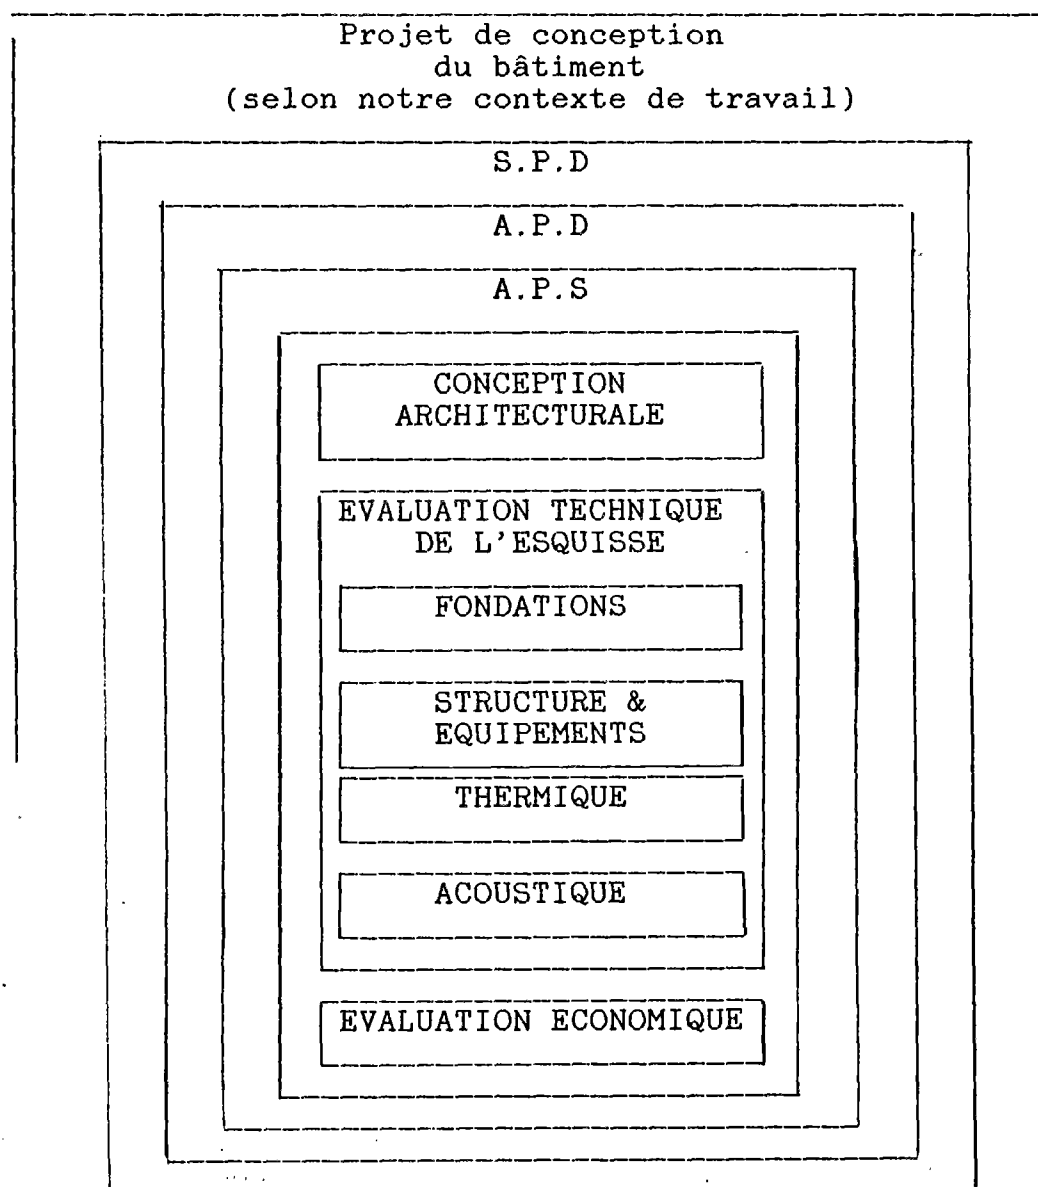 Projet de conception
du bâtiment
(selon notre contexte de travail)
S.P.D
A.P.D
A.P.S
CONCEPTION
ARCHITECTURALE
EVALUATION TECHNIQUE
DE L'ESQUISSE
FONDATIONS
STRUCTURE &
EQUIPEMENTS
THERMIQUE
ACOUSTIQUE
EVALUATION ECONOMIQUE